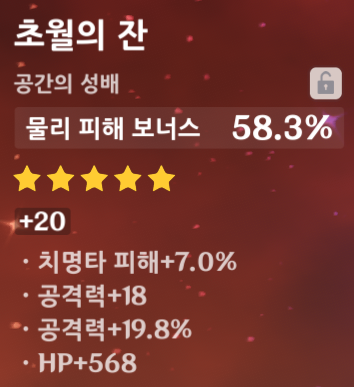 초월의 잔
공간의 성배
물리 피해 보너스 58.3%
+20
· 치명타 피해+7.0%
· 공격력+18
· 공격력+19.8%
· HP+568